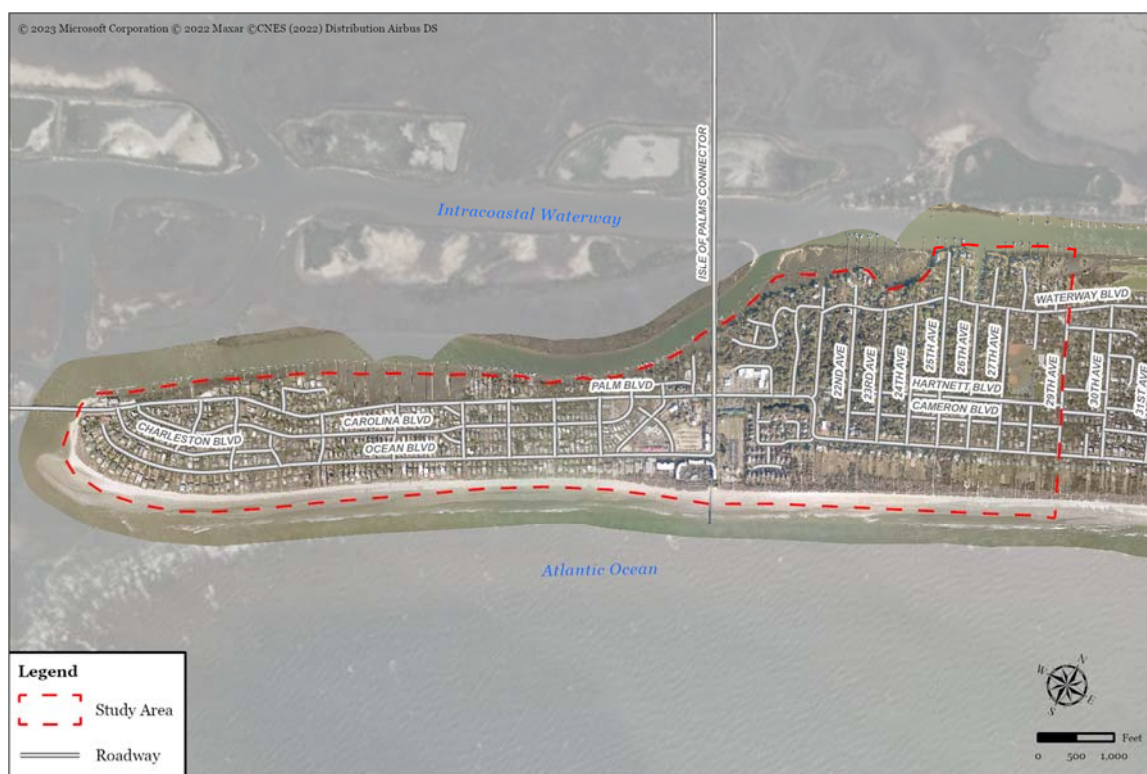 © 2023 Microsoft Corporation © 2022 Maxar ©CNES (2022) Distribution Airbus DS
ISLE OF PALMS CONNECTOR
Intracoastal Waterway
WATERWAY BLVD
22ND AVE
23RD AVE
24TH AVE
25TH AVE
26TH AVE
27TH AVE
29TH AVE
30TH AVE
31ST AVE
PALM BLVD
HARTNETT BLVD
CAMERON BLVD
CAROLINA BLVD
CHARLESTON BLVD
OCEAN BLVD
Atlantic Ocean
Legend
Study Area
Roadway
N
W
E
S
Feet
0 500 1,000